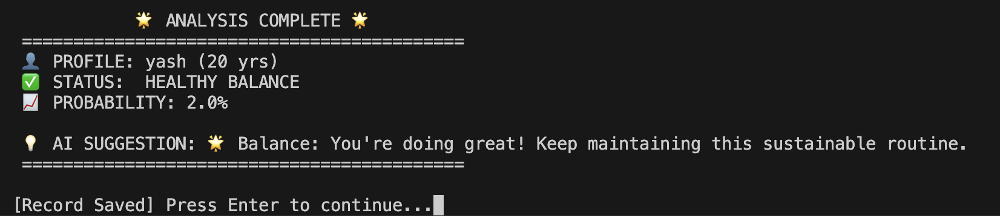 🌟 ANALYSIS COMPLETE 🌟
===========================================
👤 PROFILE: yash (20 yrs)
✅ STATUS:  HEALTHY BALANCE
📈 PROBABILITY: 2.0%
💡 AI SUGGESTION: 🌟 Balance: You're doing great! Keep maintaining this sustainable routine.
===========================================
[Record Saved] Press Enter to continue...